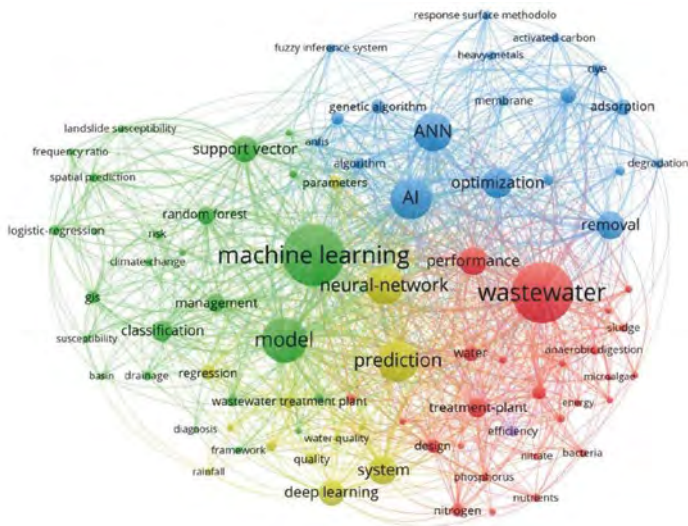 response surface methodolo
fuzzy inference system
activated carbon
heavy-metals
dye
genetic algorithm
membrane
adsorption
landslide susceptibility
ANN
support vector
anfis
frequency ratio
algorithm
degradation
spatial prediction
parameters
optimization
AI
random forest
removal
logistic-regression
risk
machine learning
performance
climate change
neural-network
wastewater
gis
management
classification
model
sludge
susceptibility
water
anaerobic digestion
prediction
basin
drainage
regression
microalgae
wastewater treatment plant
treatment-plant
energy
diagnosis
efficiency
water quality
framework
design
nitrate
bacteria
quality
rainfall
system
phosphorus
deep learning
nutrients
nitrogen